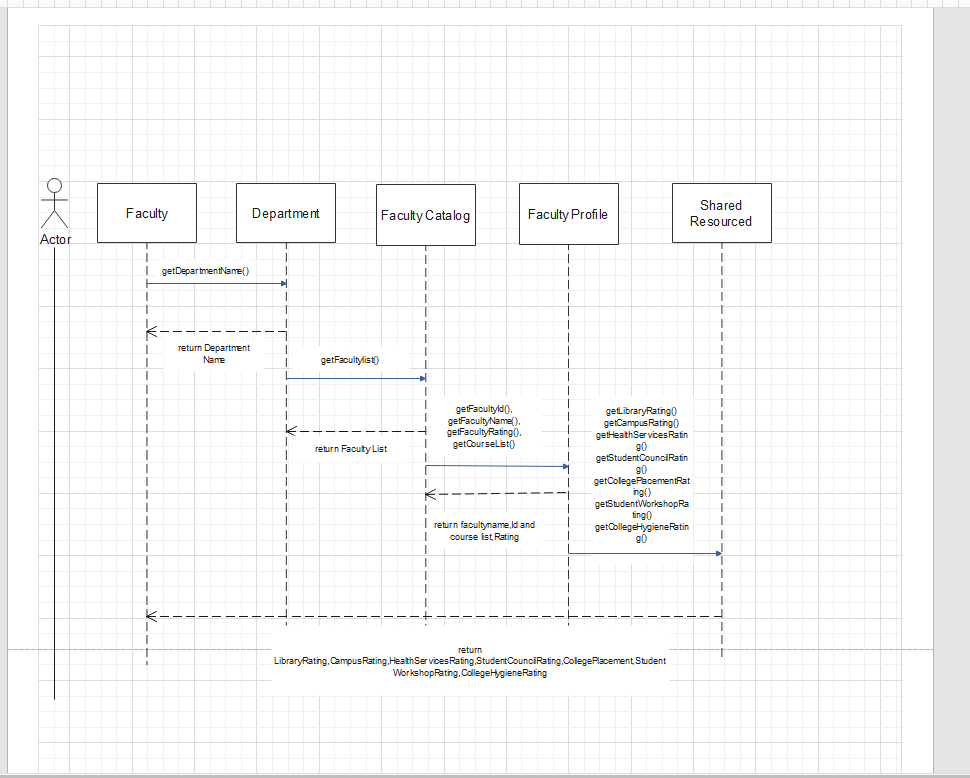 Actor
Faculty
Department
Faculty Catalog
Faculty Profile
Shared
Resourced
getDepartmentName()
return Department
Name
getFacultylist()
return Faculty List
getFacultyId(),
getFacultyName(),
getFacultyRating(),
getCourseList()
return facultyname,Id and
course list,Rating
getLibraryRating()
getCampusRating()
getHealthServicesRatin
g()
getStudentCouncilRatin
g()
getCollegePlacementRat
ing()
getStudentWorkshopRa
ting()
getCollegeHygieneRatin
g()
return
LibraryRating,CampusRating,HealthServicesRating,StudentCouncilRating,CollegePlacement,Student
WorkshopRating,CollegeHygieneRating